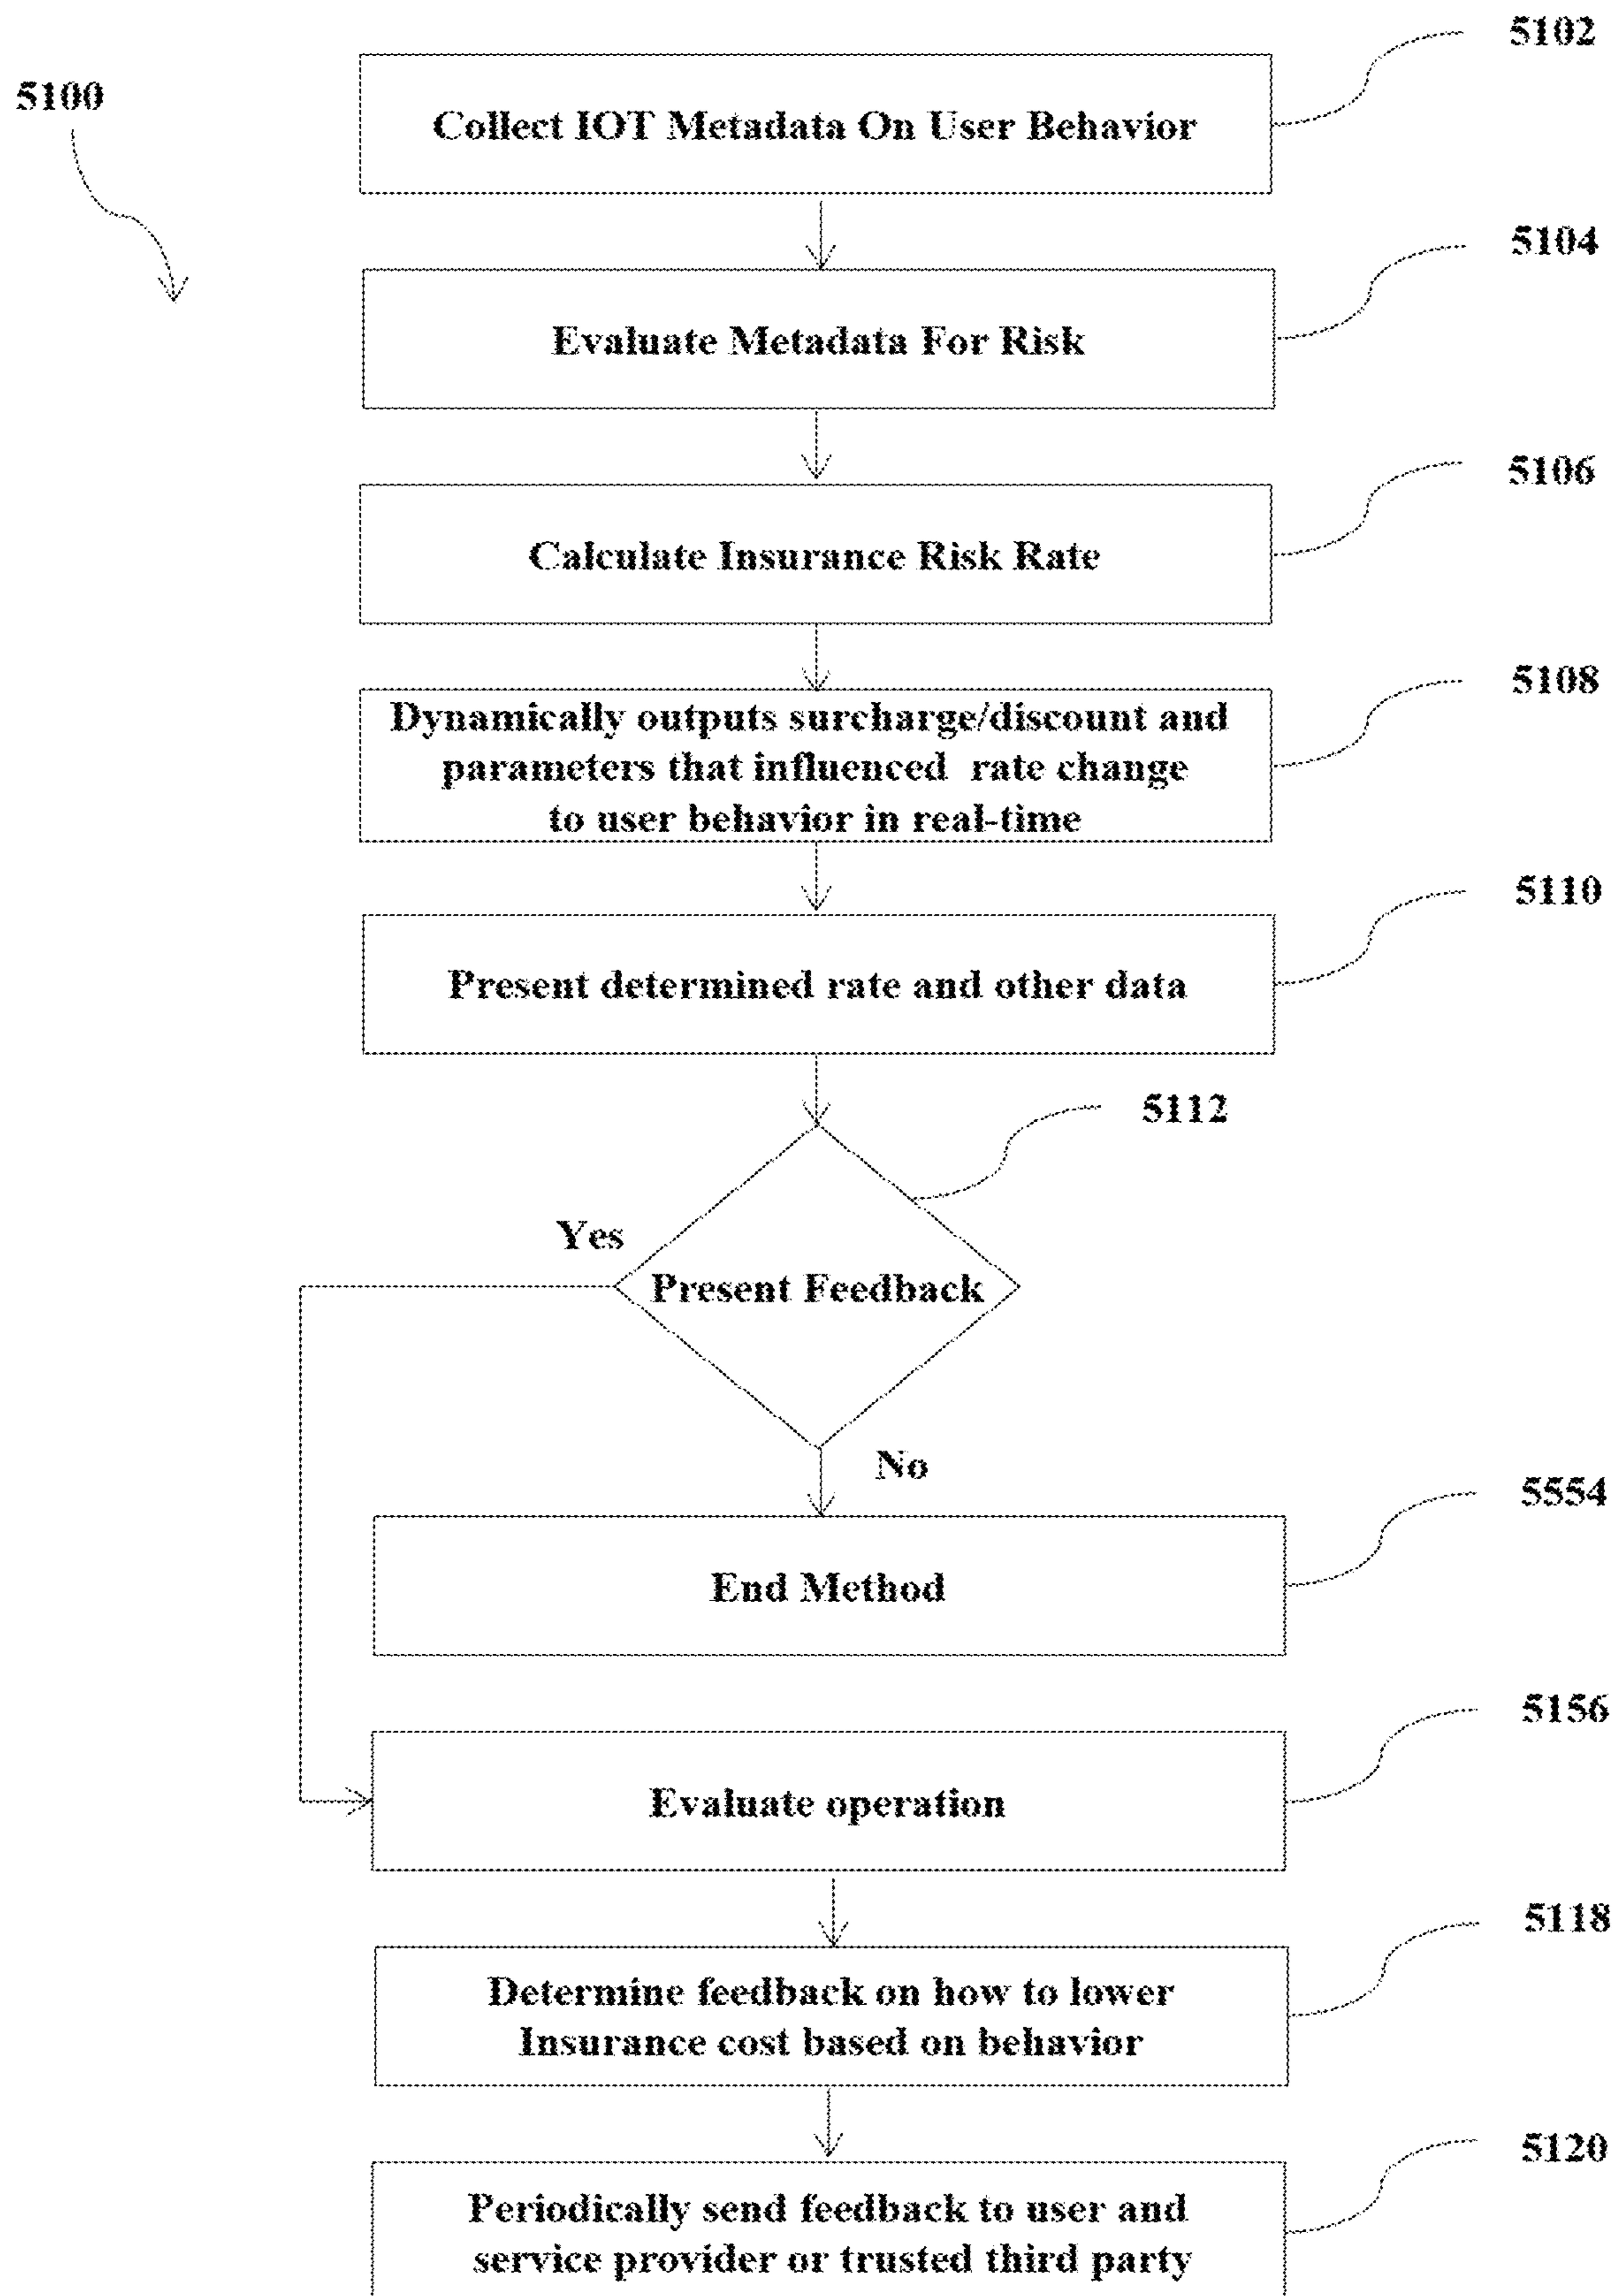 5102
5100
Collect IOT Metadata On User Behavior
5104
Evaluate Metadata For Risk
5106
Calculate Insurance Risk Rate
5108
Dynamically outputs surcharge/discount and
parameters that influenced rate change
to user behavior in real-time
5110
Present determined rate and other data
5112
Yes
Present Feedback
No
5554
End Method
5156
Evaluate operation
5118
Determine feedback on how to lower
Insurance cost based on behavior
5120
Periodically send feedback to user and
service provider or trusted third party